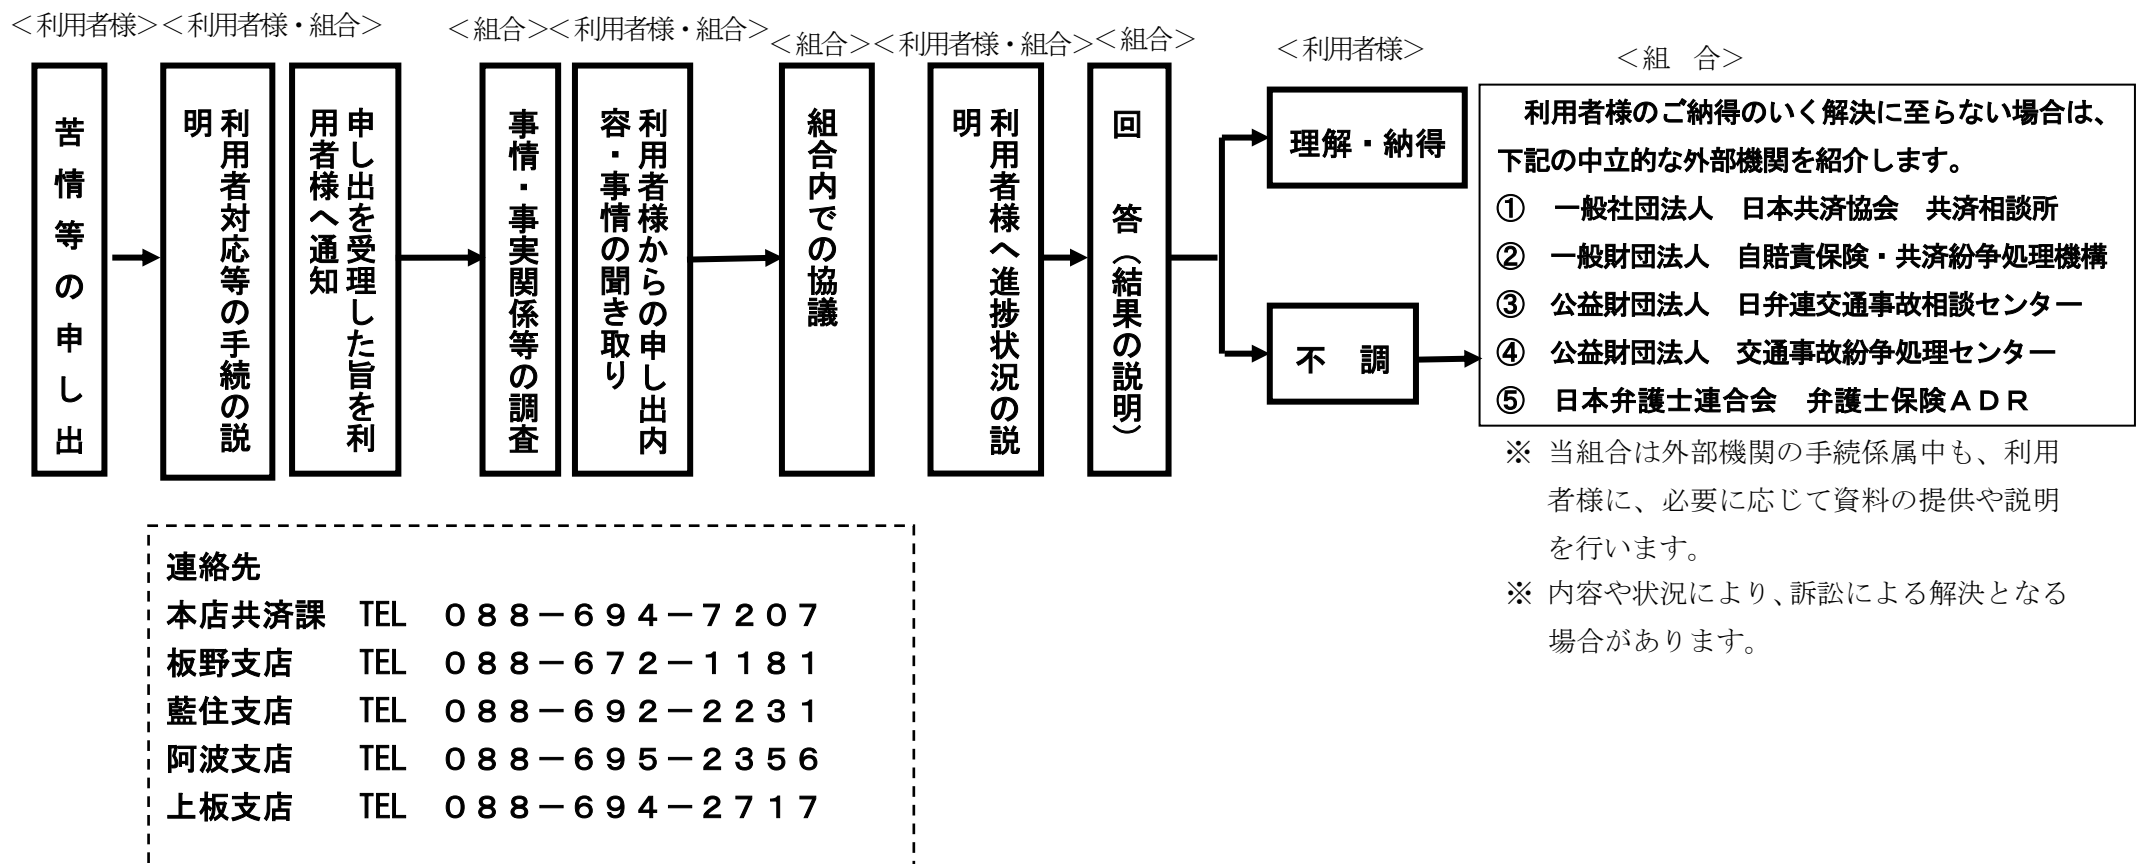 ＜利用者様＞＜利用者様・組合＞
＜組合＞＜利用者様・組合＞
＜組合＞＜利用者様・組合＞＜組合＞
＜利用者様＞
＜組　合＞
苦情等の申し出
利用者対応等の手続の説
明
申し出を受理した旨を利
用者様へ通知
事情・事実関係等の調査
利用者様からの申し出内
容・事情の聞き取り
組合内での協議
利用者様へ進捗状況の説
明
回　答（結果の説明）
理解・納得
不　調
利用者様のご納得のいく解決に至らない場合は、
下記の中立的な外部機関を紹介します。
①　一般社団法人　日本共済協会　共済相談所
②　一般財団法人　自賠責保険・共済紛争処理機構
③　公益財団法人　日弁連交通事故相談センター
④　公益財団法人　交通事故紛争処理センター
⑤　日本弁護士連合会　弁護士保険ＡＤＲ
※ 当組合は外部機関の手続係属中も、利用
者様に、必要に応じて資料の提供や説明
を行います。
※ 内容や状況により、訴訟による解決となる
場合があります。
連絡先
本店共済課　TEL　０８８－６９４－７２０７
板野支店　TEL　０８８－６７２－１１８１
藍住支店　TEL　０８８－６９２－２２３１
阿波支店　TEL　０８８－６９５－２３５６
上板支店　TEL　０８８－６９４－２７１７